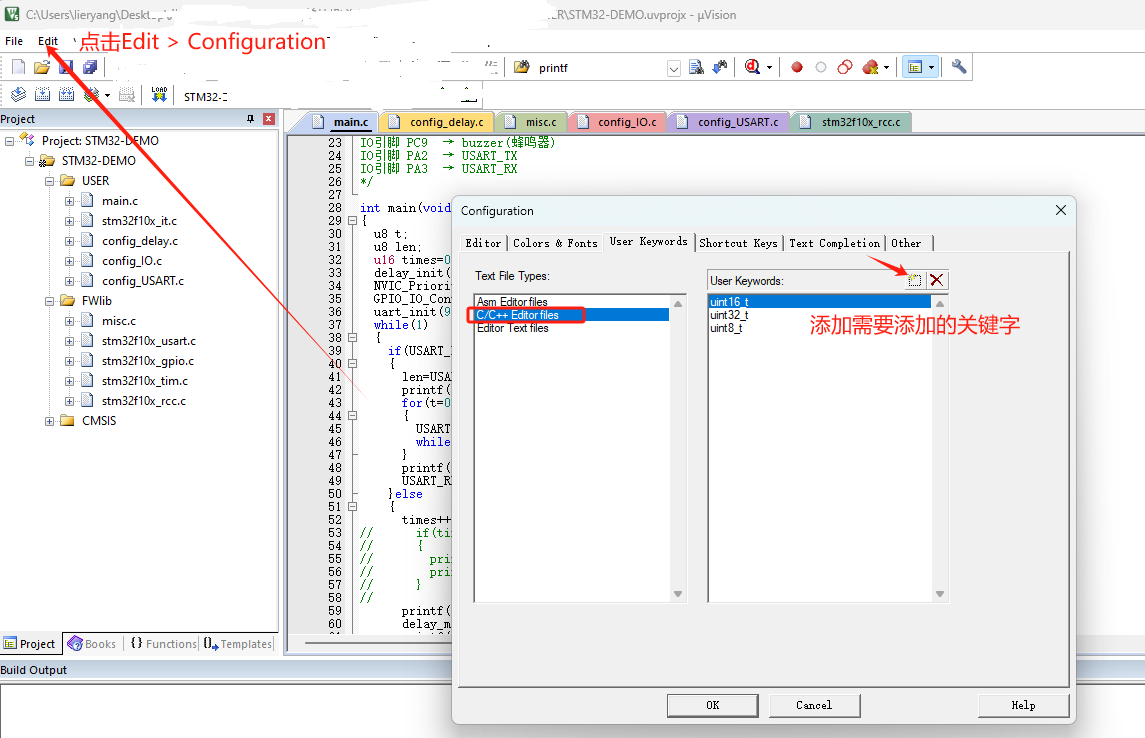 C:\Users\lieryang\Desktop\
ER\STM32-DEMO.uvprojx - µVision
File Edit
点击Edit > Configuration
printf
LOAD
STM32-
Project
Project: STM32-DEMO
STM32-DEMO
USER
main.c
stm32f10x_it.c
config_delay.c
config_IO.c
config_USART.c
FWlib
misc.c
stm32f10x_usart.c
stm32f10x_gpio.c
stm32f10x_tim.c
stm32f10x_rcc.c
CMSIS
Project Books {} Functions Templates
main.c config_delay.c misc.c config_IO.c config_USART.c stm32f10x_rcc.c
23 IO引脚 PC9 → buzzer(蜂鸣器)
24 IO引脚 PA2 → USART_TX
25 IO引脚 PA3 → USART_RX
26 */
27
28 int main(void
29 {
30 u8 t;
31 u8 len;
32 u16 times=0
33 delay_init(
34 NVIC_Priorit
35 GPIO_IO_Con
36 uart_init(9
37 while(1)
38 {
39 if(USART_
40 {
41 len=USA
42 printf(
43 for(t=0
44 {
45 USART
46 while
47 }
48 printf(
49 USART_R
50 }else
51 {
52 times++
53 // if(ti
54 // {
55 // pri
56 // pri
57 // }
58 //
59 printf(
60 delay_m
Configuration
Editor Colors & Fonts User Keywords Shortcut Keys Text Completion Other
Text File Types:
Asm Editor files
C/C++ Editor files
Editor Text files
User Keywords:
uint16_t
uint32_t
uint8_t
添加需要添加的关键字
OK Cancel Help
Build Output